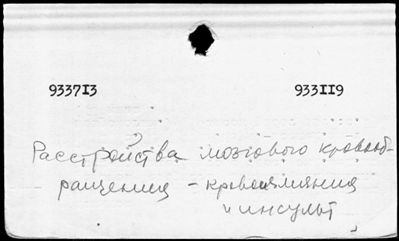 933713 933119
Расстройства мозгового кровооб-
ращения - кровоизлияния
и инсульт